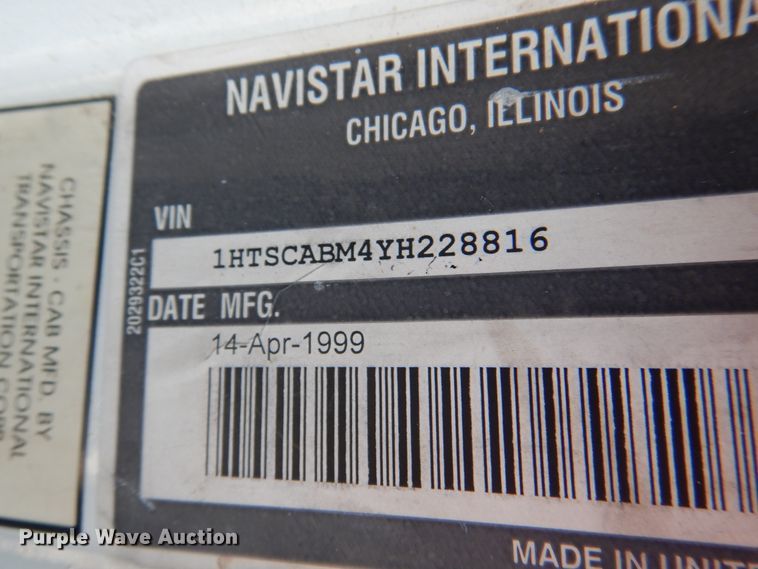 NAVISTAR INTERNATIONA
CHICAGO, ILLINOIS
VIN
1HTSCABM4YH228816
DATE MFG.
14-Apr-1999
MADE IN UNITE
2029322C1
CHASSIS - CAB MFD. BY
NAVISTAR INTERNATIONAL
TRANSPORTATION CORP.
Purple Wave Auction